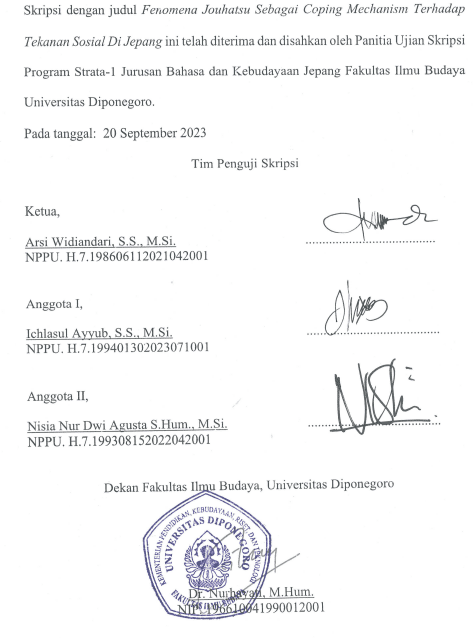 Skripsi dengan judul Fenomena Jouhatsu Sebagai Coping Mechanism Terhadap
Tekanan Sosial Di Jepang ini telah diterima dan disahkan oleh Panitia Ujian Skripsi
Program Strata-1 Jurusan Bahasa dan Kebudayaan Jepang Fakultas Ilmu Budaya
Universitas Diponegoro.
Pada tanggal: 20 September 2023
Tim Penguji Skripsi
Ketua,
Arsi Widiandari, S.S., M.Si.
NPPU. H.7.198606112021042001
Anggota I,
Ichlasul Ayyub, S.S., M.Si.
NPPU. H.7.199401302023071001
Anggota II,
Nisia Nur Dwi Agusta S.Hum., M.Si.
NPPU. H.7.199308152022042001
Dekan Fakultas Ilmu Budaya, Universitas Diponegoro
KEMENTERIAN PENDIDIKAN, KEBUDAYAAN, RISET, DAN TEKNOLOGI
UNIVERSITAS DIPONEGORO
FAKULTAS ILMU BUDAYA
Dr. Nurhayati, M.Hum.
NIP. 196610041990012001